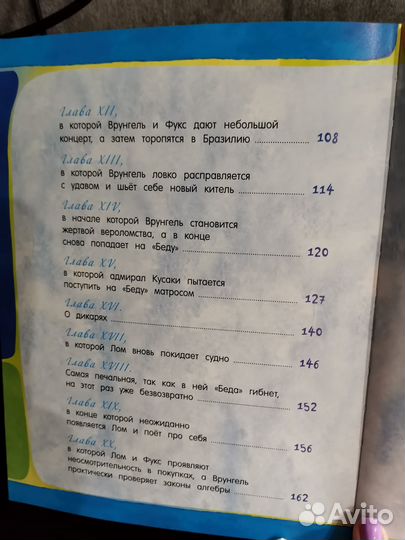 Глава XII,
в которой Врунгель и Фукс дают небольшой
концерт, а затем торопятся в Бразилию ........ 108
Глава XIII,
в которой Врунгель ловко расправляется
с удавом и шьёт себе новый китель ........ 114
Глава XIV,
в начале которой Врунгель становится
жертвой вероломства, а в конце
снова попадает на «Беду» ........ 120
Глава XV,
в которой адмирал Кусаки пытается
поступить на «Беду» матросом ........ 127
Глава XVI.
О дикарях ........ 140
Глава XVII,
в которой Лом вновь покидает судно ........ 146
Глава XVIII.
Самая печальная, так как в ней «Беда» гибнет,
на этот раз уже безвозвратно ........ 152
Глава XIX,
в конце которой неожиданно
появляется Лом и поёт про себя ........ 156
Глава XX,
в которой Лом и Фукс проявляют
неосмотрительность в покупках, а Врунгель
практически проверяет законы алгебры ........ 162
Avito